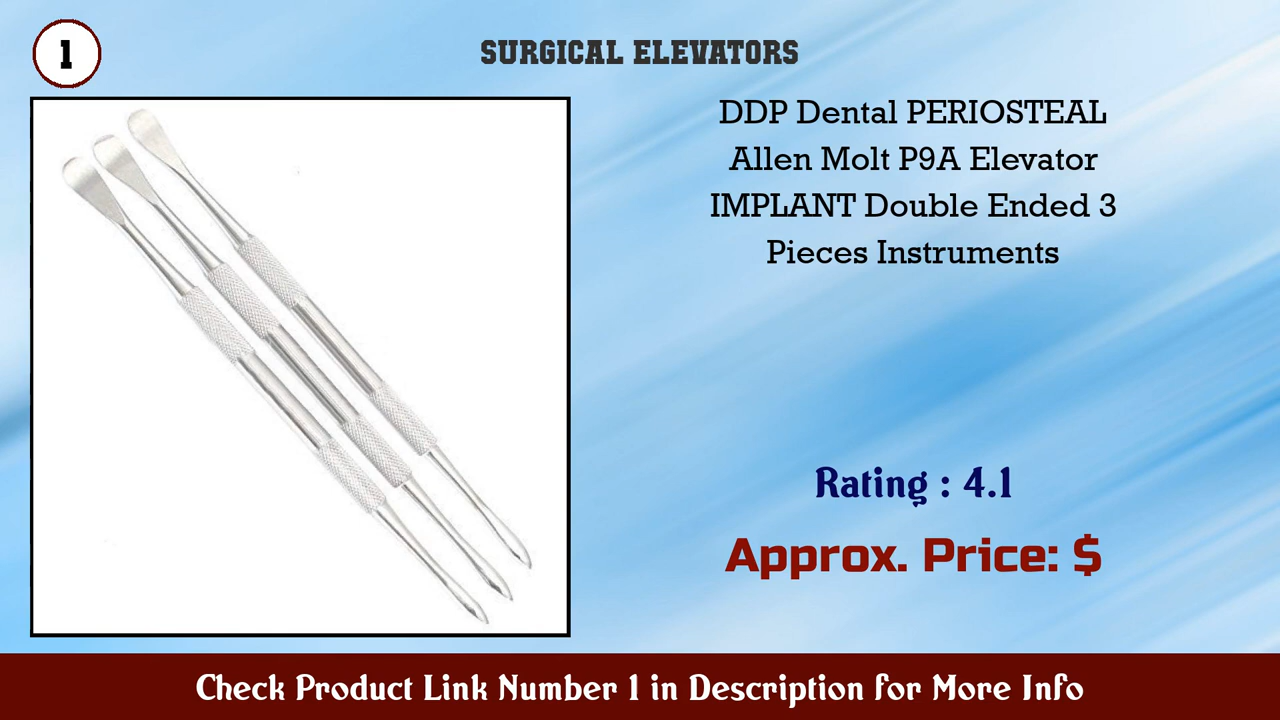 1
SURGICAL ELEVATORS
DDP Dental PERIOSTEAL
Allen Molt P9A Elevator
IMPLANT Double Ended 3
Pieces Instruments
Rating : 4.1
Approx. Price: $
Check Product Link Number 1 in Description for More Info